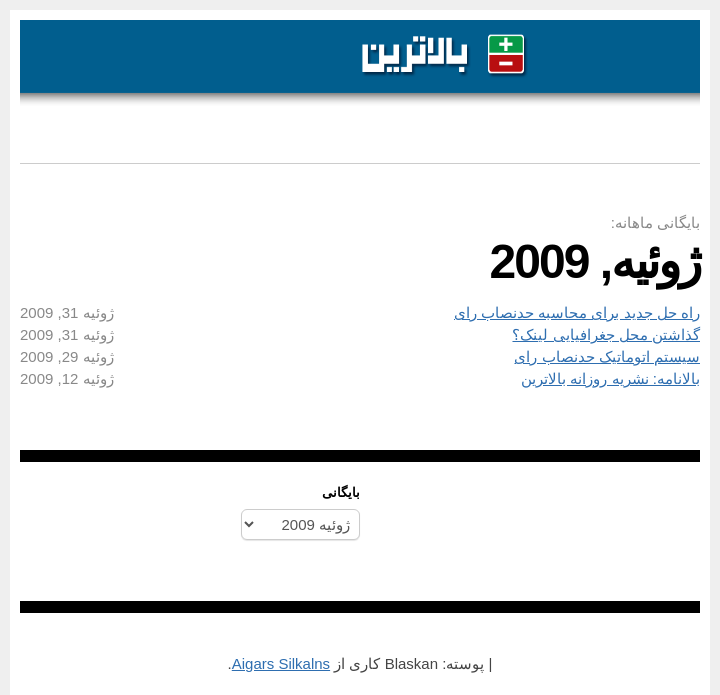 بالاترین
بایگانی ماهانه:
ژوئیه, 2009
راه حل جدید برای محاسبه حدنصاب رای ژوئیه 31, 2009
گذاشتن محل جغرافیایی لینک؟ ژوئیه 31, 2009
سیستم اتوماتیک حدنصاب رای ژوئیه 29, 2009
بالانامه: نشریه روزانه بالاترین ژوئیه 12, 2009
بایگانی
ژوئیه 2009
| پوسته: Blaskan کاری از Aigars Silkalns.